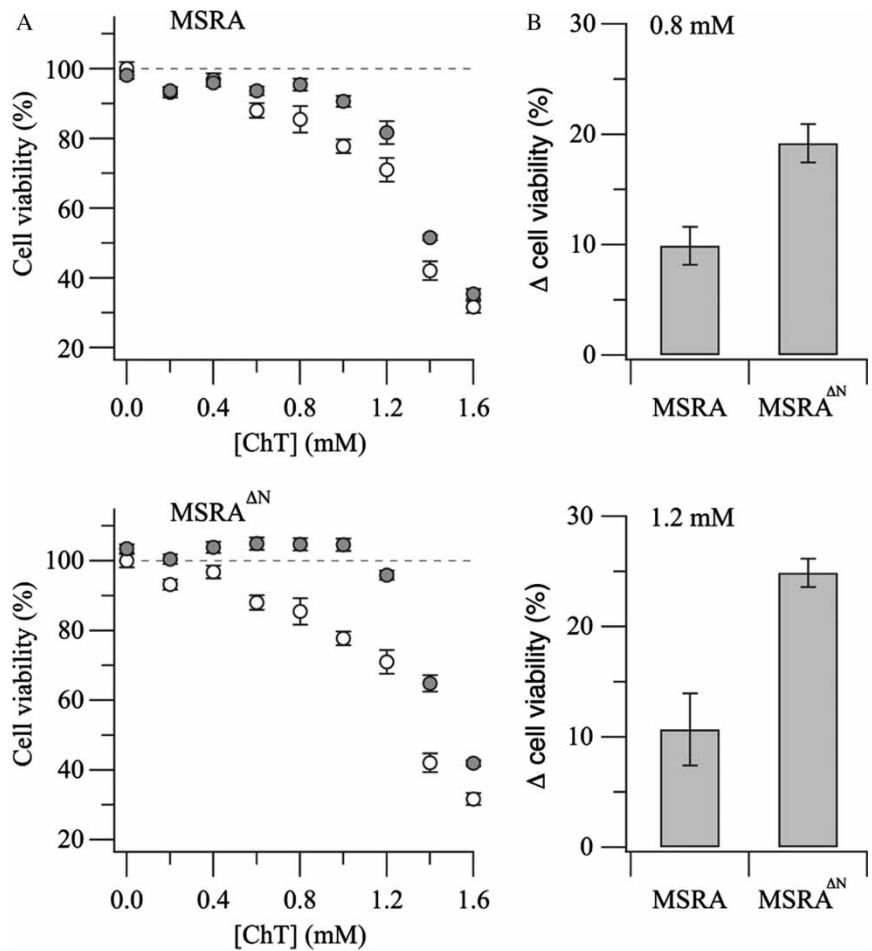 A
MSRA
100
80
60
40
20
Cell viability (%)
0.0 0.4 0.8 1.2 1.6
[ChT] (mM)
B
0.8 mM
30
20
10
0
Δ cell viability (%)
MSRA MSRA^ΔN
MSRA^ΔN
100
80
60
40
20
Cell viability (%)
0.0 0.4 0.8 1.2 1.6
[ChT] (mM)
1.2 mM
30
20
10
0
Δ cell viability (%)
MSRA MSRA^ΔN